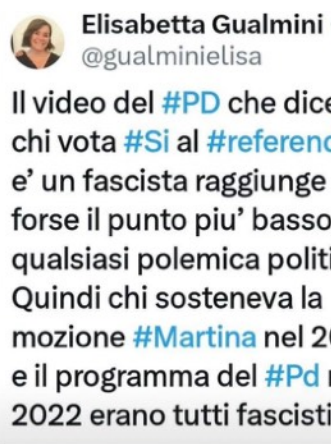 Elisabetta Gualmini
@gualminielisa
Il video del #PD che dice
chi vota #Si al #referend
e' un fascista raggiunge
forse il punto piu' basso
qualsiasi polemica politi
Quindi chi sosteneva la
mozione #Martina nel 20
e il programma del #Pd
2022 erano tutti fascisti